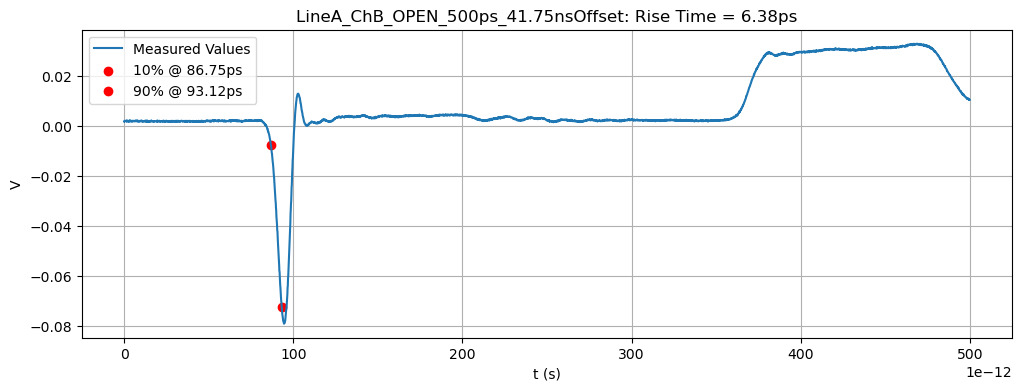 LineA_ChB_OPEN_500ps_41.75nsOffset: Rise Time = 6.38ps
Measured Values
10% @ 86.75ps
90% @ 93.12ps
0.02
0.00
−0.02
−0.04
−0.06
−0.08
V
0 100 200 300 400 500
1e−12
t (s)